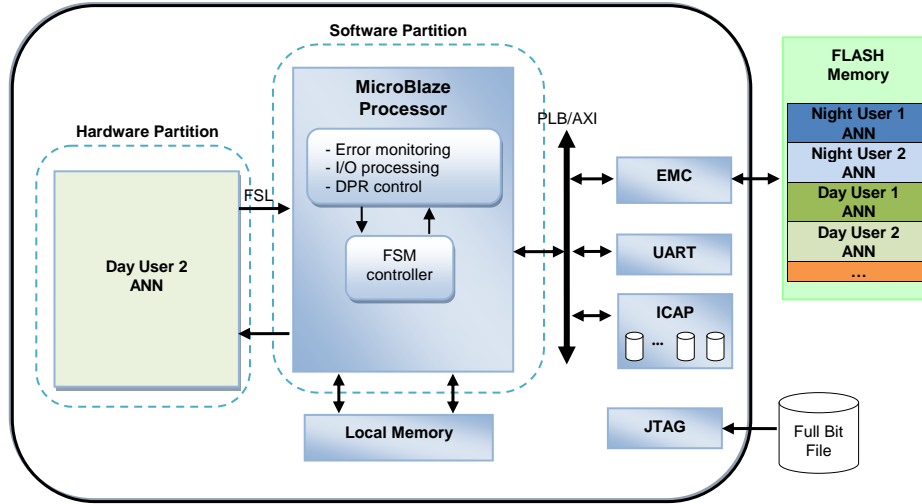 Software Partition
Hardware Partition
Day User 2
ANN
FSL
MicroBlaze
Processor
- Error monitoring
- I/O processing
- DPR control
FSM
controller
Local Memory
PLB/AXI
EMC
UART
ICAP
...
JTAG
FLASH
Memory
Night User 1
ANN
Night User 2
ANN
Day User 1
ANN
Day User 2
ANN
...
Full Bit
File